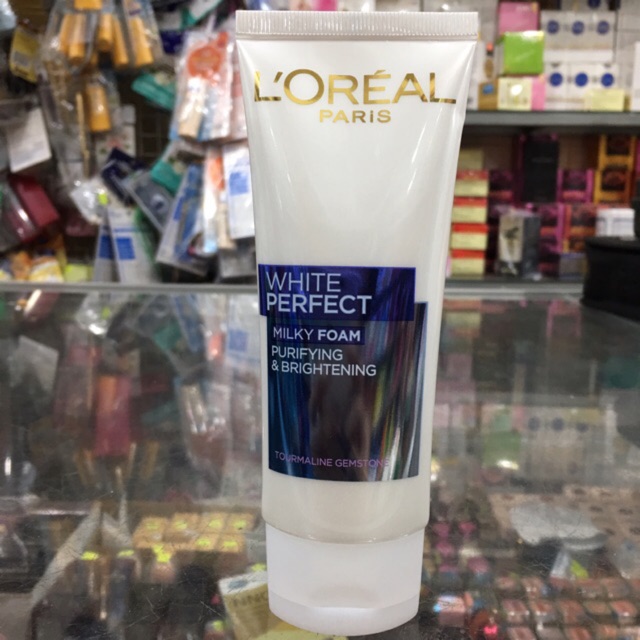 L'ORÉAL
PARIS
WHITE
PERFECT
MILKY FOAM
PURIFYING
& BRIGHTENING
TOURMALINE GEMSTONE